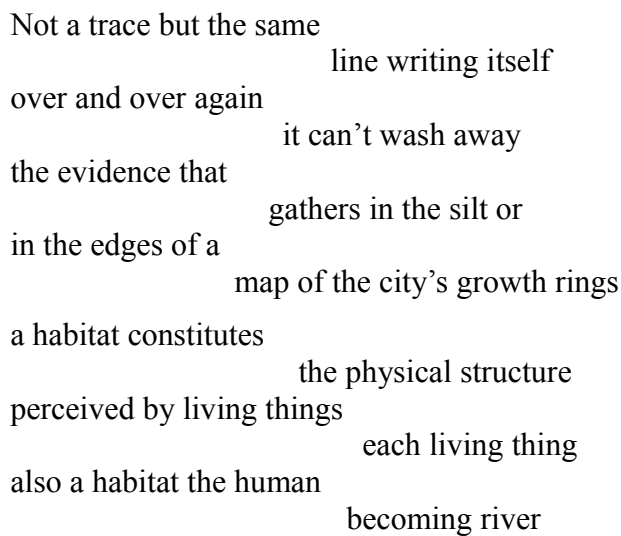 Not a trace but the same
line writing itself
over and over again
it can’t wash away
the evidence that
gathers in the silt or
in the edges of a
map of the city’s growth rings
a habitat constitutes
the physical structure
perceived by living things
each living thing
also a habitat the human
becoming river